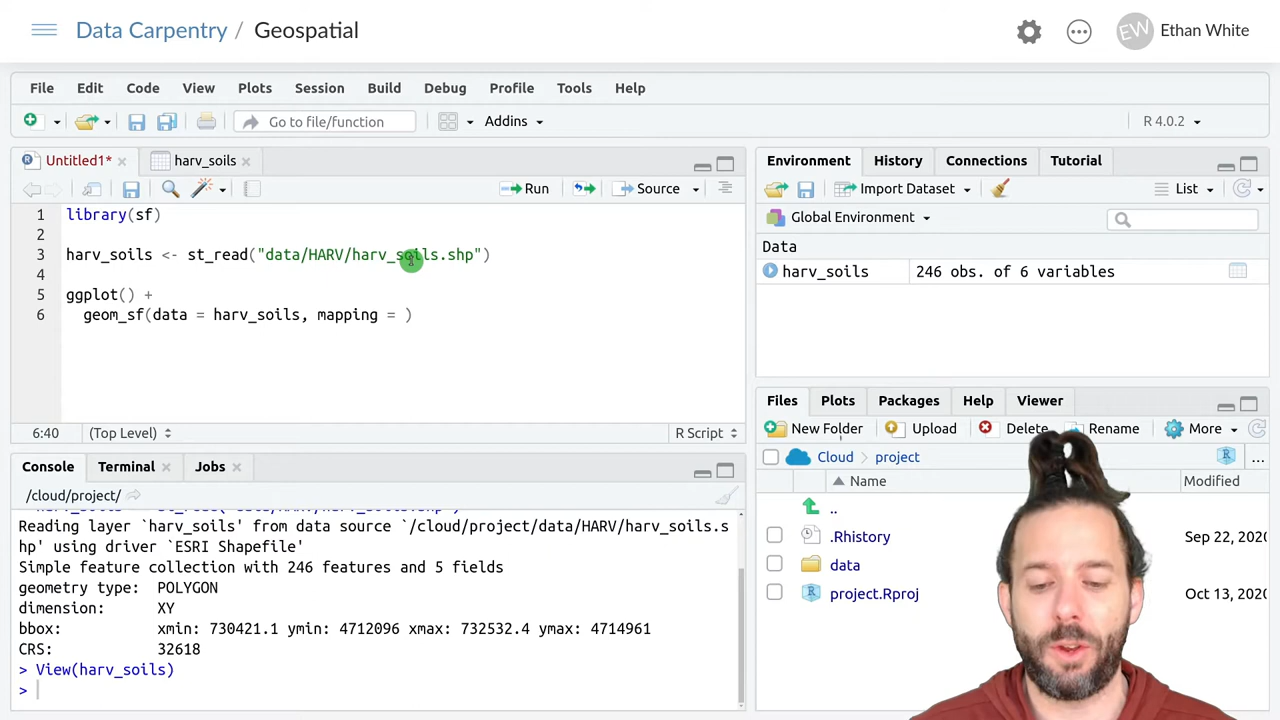 Data Carpentry / Geospatial
EW Ethan White
File Edit Code View Plots Session Build Debug Profile Tools Help
Go to file/function Addins R 4.0.2
Untitled1* harv_soils
Run Source
1 library(sf)
2
3 harv_soils <- st_read("data/HARV/harv_soils.shp")
4
5 ggplot() +
6 geom_sf(data = harv_soils, mapping = )
6:40 (Top Level) R Script
Console Terminal Jobs
/cloud/project/
Reading layer `harv_soils' from data source `/cloud/project/data/HARV/harv_soils.s
hp' using driver `ESRI Shapefile'
Simple feature collection with 246 features and 5 fields
geometry type: POLYGON
dimension: XY
bbox: xmin: 730421.1 ymin: 4712096 xmax: 732532.4 ymax: 4714961
CRS: 32618
> View(harv_soils)
>
Environment History Connections Tutorial
Import Dataset List
Global Environment
Data
harv_soils 246 obs. of 6 variables
Files Plots Packages Help Viewer
New Folder Upload Delete Rename More
Cloud project ...
Name Modified
..
.Rhistory Sep 22, 2020
data
project.Rproj Oct 13, 2020